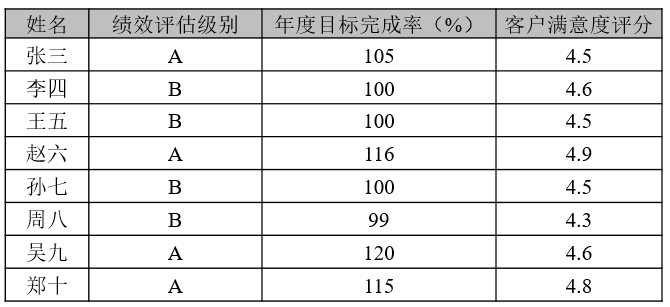 姓名 绩效评估级别 年度目标完成率（%） 客户满意度评分
张三 A 105 4.5
李四 B 100 4.6
王五 B 100 4.5
赵六 A 116 4.9
孙七 B 100 4.5
周八 B 99 4.3
吴九 A 120 4.6
郑十 A 115 4.8